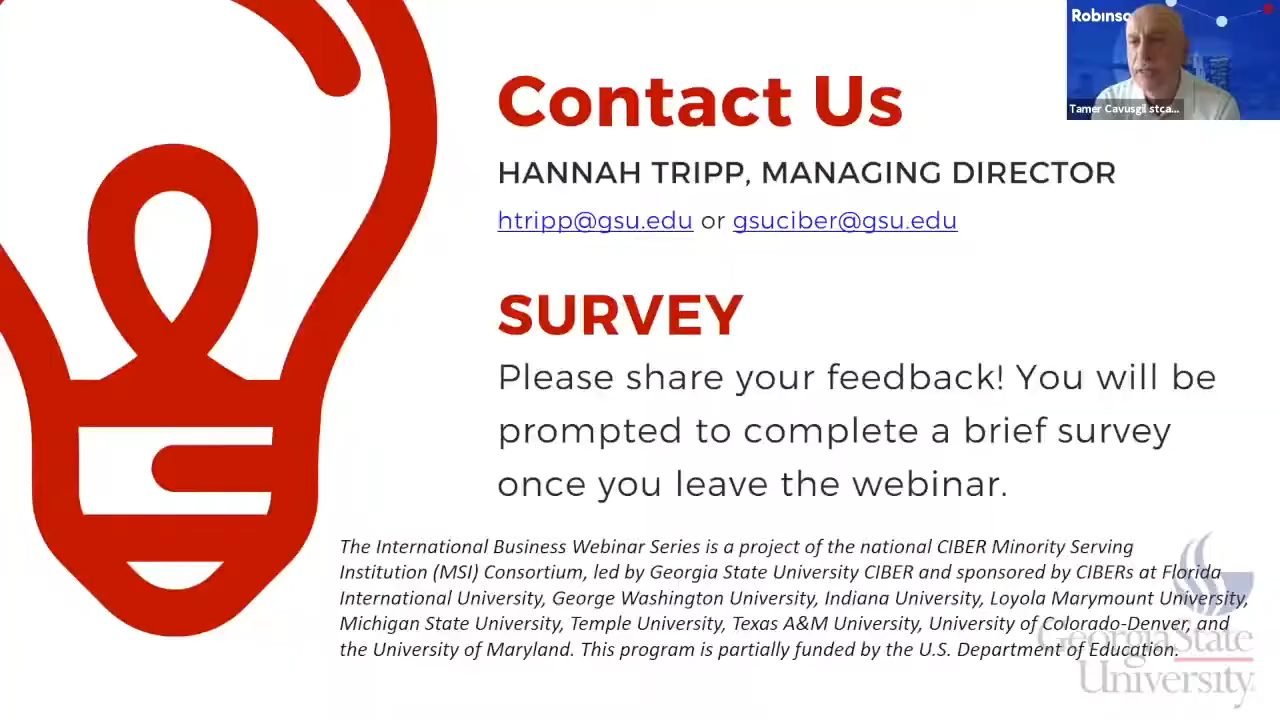 Robinso
Tamer Cavusgil stca...
Contact Us
HANNAH TRIPP, MANAGING DIRECTOR
htripp@gsu.edu or gsuciber@gsu.edu
SURVEY
Please share your feedback! You will be
prompted to complete a brief survey
once you leave the webinar.
The International Business Webinar Series is a project of the national CIBER Minority Serving
Institution (MSI) Consortium, led by Georgia State University CIBER and sponsored by CIBERs at Florida
International University, George Washington University, Indiana University, Loyola Marymount University,
Michigan State University, Temple University, Texas A&M University, University of Colorado-Denver, and
the University of Maryland. This program is partially funded by the U.S. Department of Education.
Georgia State
University